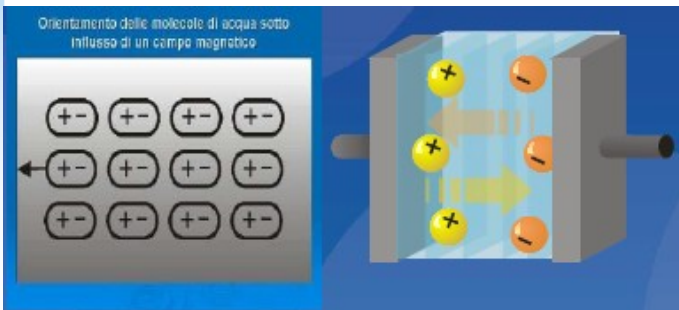 Orientamento delle molecole di acqua sotto
influsso di un campo magnetico
+- +- +- +-
+- +- +- +-
+- +- +- +-
+ −
+ −
+ −